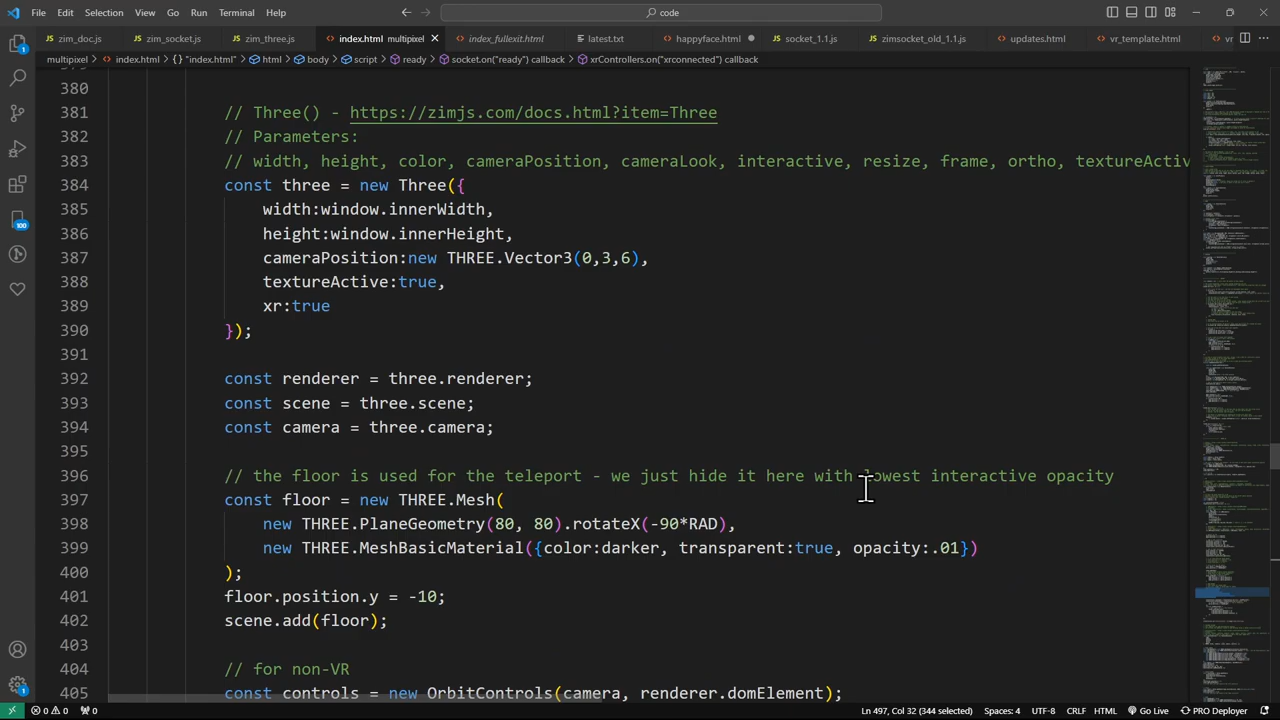 File Edit Selection View Go Run Terminal Help
code
zim_doc.js zim_socket.js zim_three.js index.html multipixel index_fullexit.html latest.txt happyface.html socket_1.1.js zimsocket_old_1.1.js updates.html vr_template.html vr
multipixel > index.html > {} "index.html" > html > body > script > ready > socket.on("ready") callback > xrControllers.on("xrconnected") callback
380
381 // Three() - https://zimjs.com/docs.html?item=Three
382 // Parameters:
383 // width, height, color, cameraPosition, cameraLook, interactive, resize, frame, ortho, textureActiv
384 const three = new Three({
385 width:window.innerWidth,
386 height:window.innerHeight,
387 cameraPosition:new THREE.Vector3(0,3,6),
388 textureActive:true,
389 xr:true
390 });
391
392 const renderer = three.renderer;
393 const scene = three.scene;
394 const camera = three.camera;
395
396 // the floor is used for the teleport - we just hide it here with lowest interactive opacity
397 const floor = new THREE.Mesh(
398 new THREE.PlaneGeometry(80, 80).rotateX(-90*RAD),
399 new THREE.MeshBasicMaterial({color:darker, transparent:true, opacity:.01})
400 );
401 floor.position.y = -10;
402 scene.add(floor);
403
404 // for non-VR
405 const controls = new OrbitControls(camera, renderer.domElement);
0 0 0 Ln 497, Col 32 (344 selected) Spaces: 4 UTF-8 CRLF HTML Go Live PRO Deployer